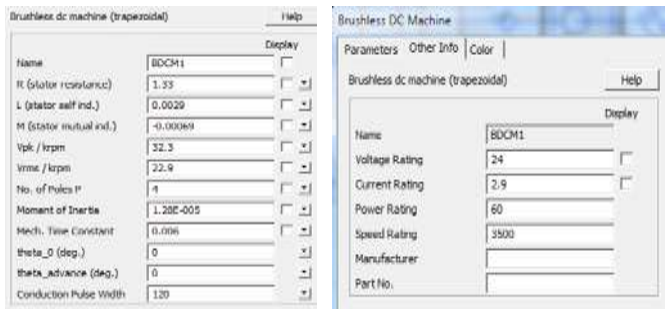 Brushless dc machine (trapezoidal) Help
Display
Name BDCM1
R (stator resistance) 1.33
L (stator self ind.) 0.0029
M (stator mutual ind.) -0.00069
Vpk / krpm 32.3
Vrms / krpm 22.9
No. of Poles P 4
Moment of Inertia 1.28E-005
Mech. Time Constant 0.006
theta_0 (deg.) 0
theta_advance (deg.) 0
Conduction Pulse Width 120
Brushless DC Machine
Parameters Other Info Color
Brushless dc machine (trapezoidal) Help
Display
Name BDCM1
Voltage Rating 24
Current Rating 2.9
Power Rating 60
Speed Rating 3500
Manufacturer
Part No.